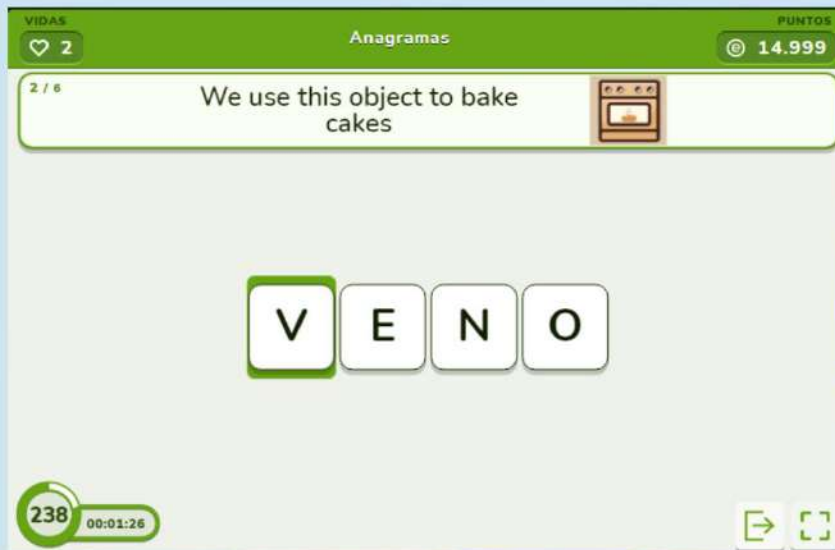 VIDAS
2
Anagramas
PUNTOS
14.999
2 / 6
We use this object to bake
cakes
V E N O
238
00:01:26